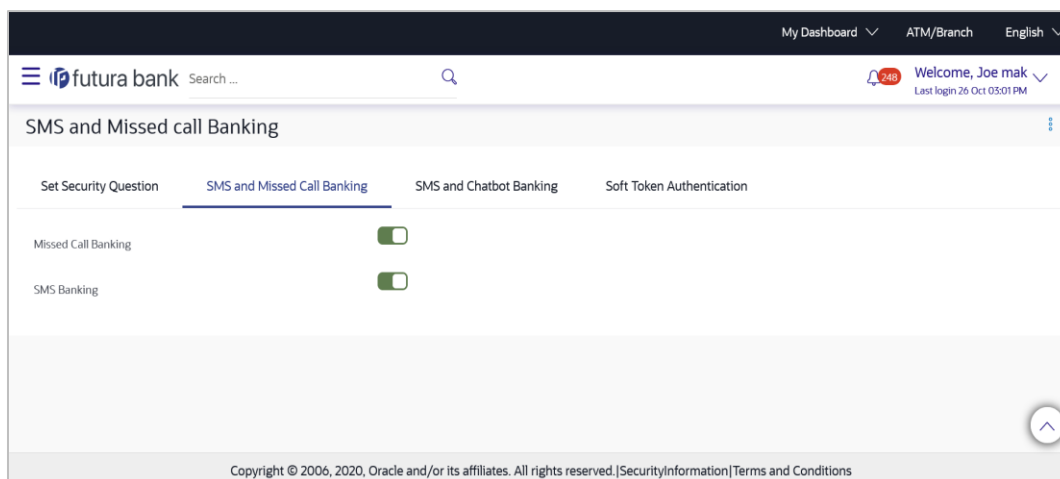 My Dashboard ATM/Branch English
futura bank Search ... 248 Welcome, Joe mak
Last login 26 Oct 03:01 PM
SMS and Missed call Banking
Set Security Question SMS and Missed Call Banking SMS and Chatbot Banking Soft Token Authentication
Missed Call Banking
SMS Banking
Copyright © 2006, 2020, Oracle and/or its affiliates. All rights reserved.|SecurityInformation|Terms and Conditions